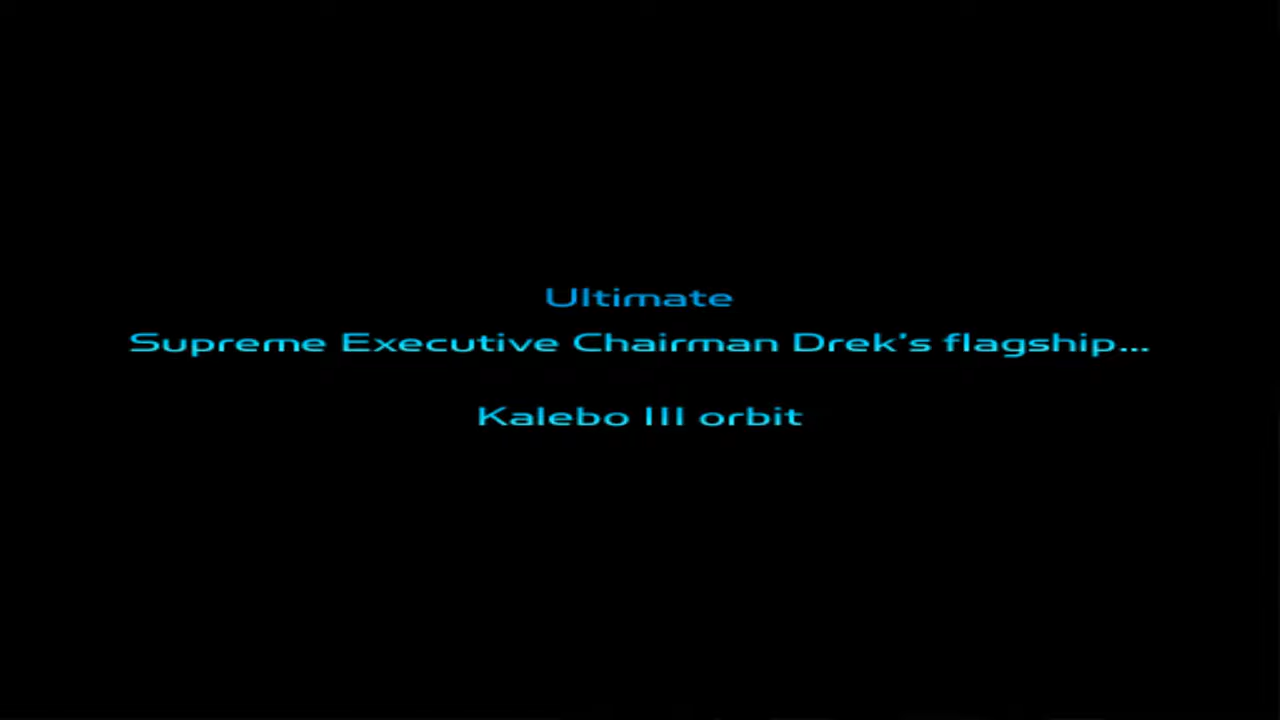 Ultimate
Supreme Executive Chairman Drek's flagship...
Kalebo III orbit